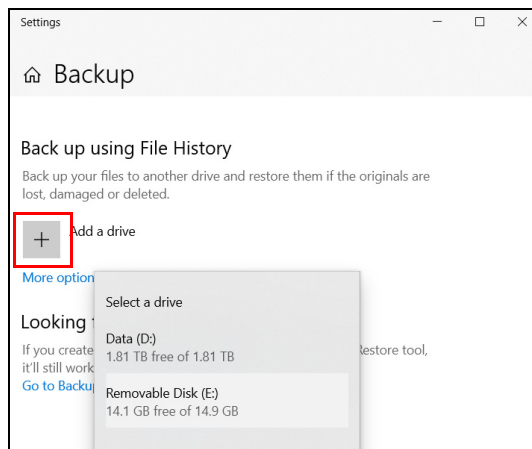 Settings
Backup
Back up using File History
Back up your files to another drive and restore them if the originals are
lost, damaged or deleted.
Add a drive
More option
Select a drive
Looking
Data (D:)
If you create
1.81 TB free of 1.81 TB
Restore tool,
it'll still work
Go to Backu
Removable Disk (E:)
14.1 GB free of 14.9 GB